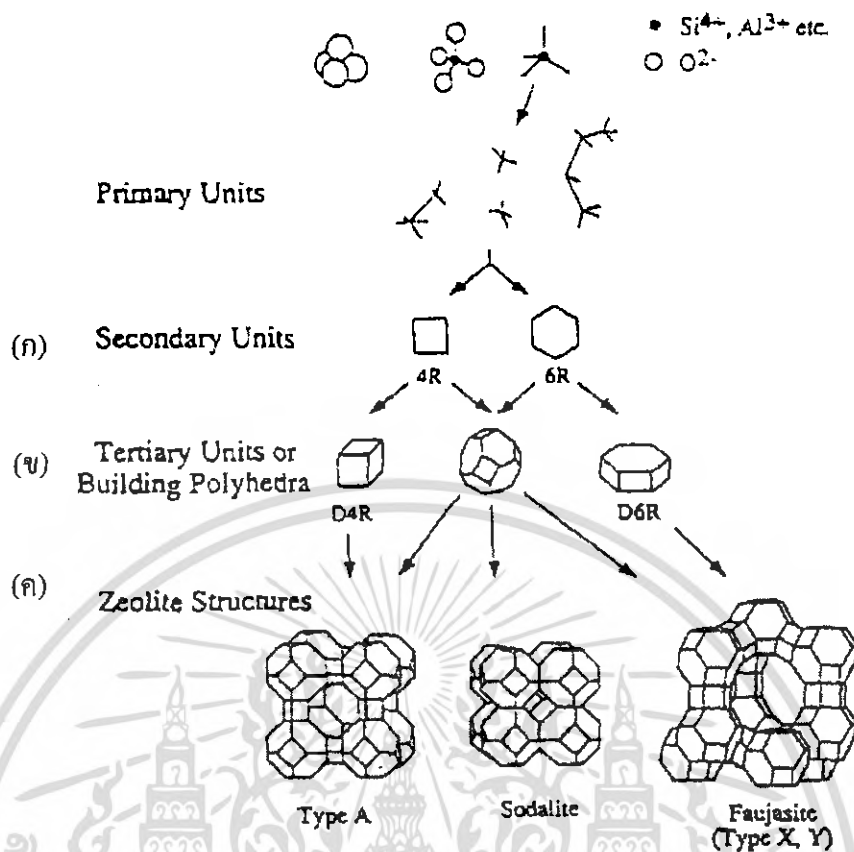 • Si⁴⁺, Al³⁺ etc.
○ O²⁻
Primary Units
(ก) Secondary Units
4R 6R
(ข) Tertiary Units or
Building Polyhedra
D4R D6R
(ค) Zeolite Structures
Type A Sodalite Faujasite
(Type X, Y)